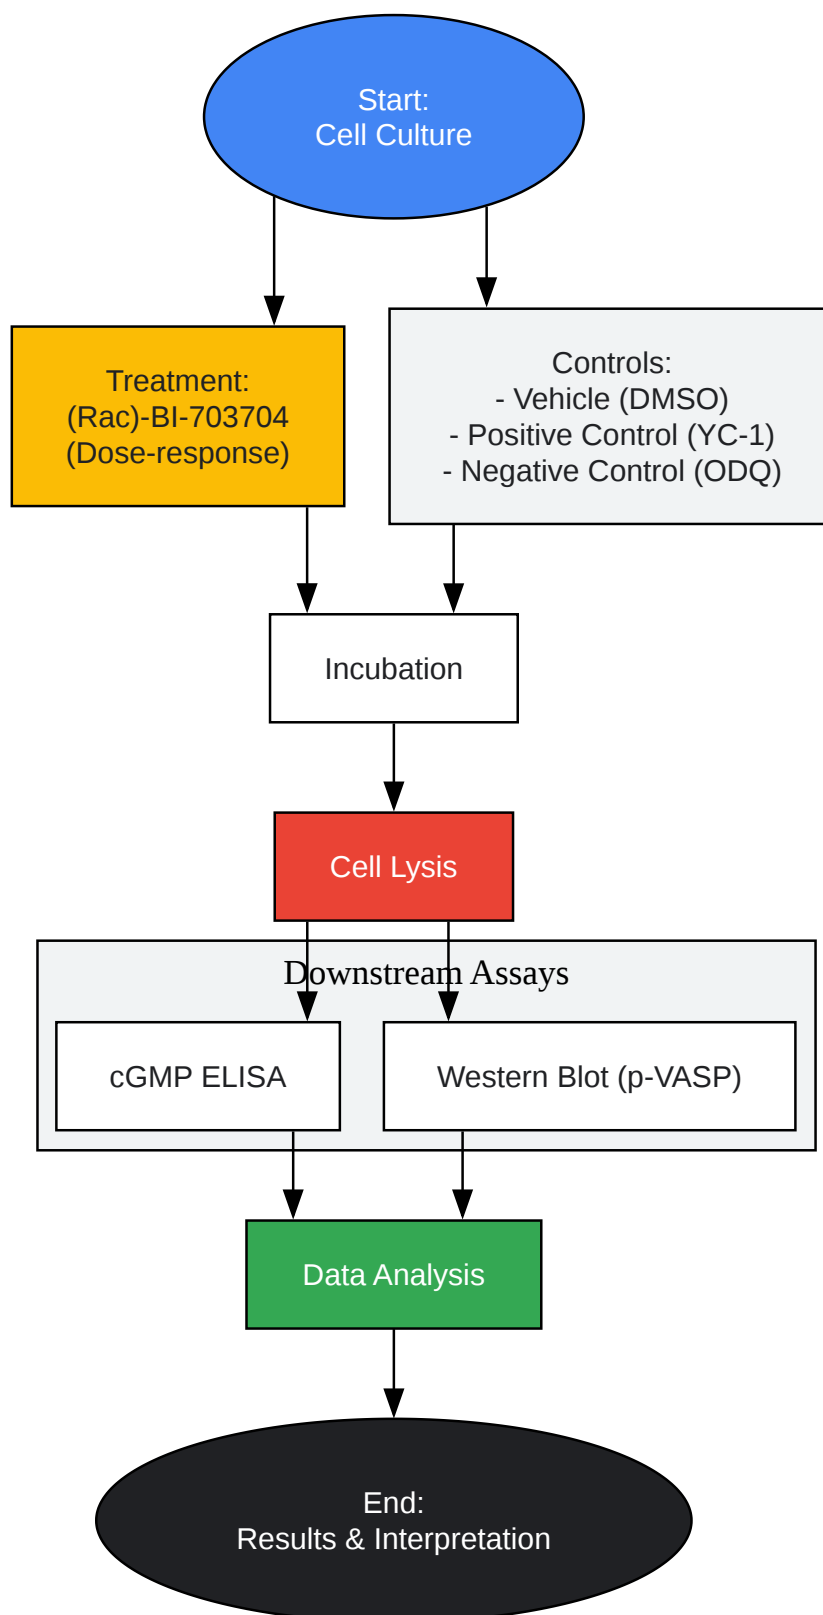 Start:
Cell Culture
Treatment:
(Rac)-BI-703704
(Dose-response)
Controls:
- Vehicle (DMSO)
- Positive Control (YC-1)
- Negative Control (ODQ)
Incubation
Cell Lysis
Downstream Assays
cGMP ELISA
Western Blot (p-VASP)
Data Analysis
End:
Results & Interpretation